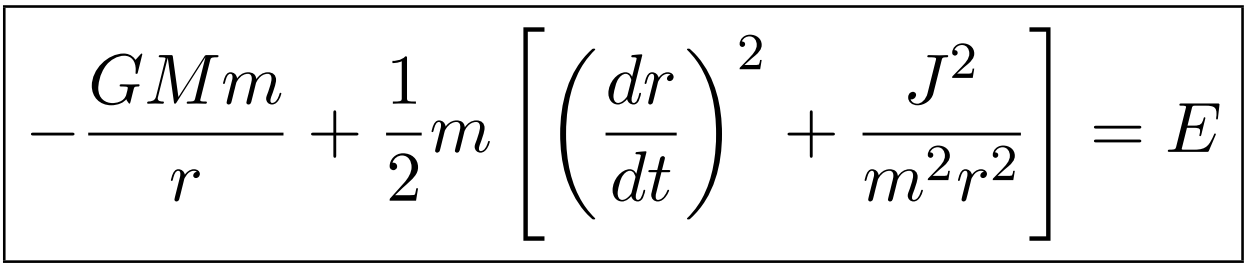 $-\frac{GMm}{r} + \frac{1}{2}m\left[\left(\frac{dr}{dt}\right)^2 + \frac{J^2}{m^2r^2}\right] = E$